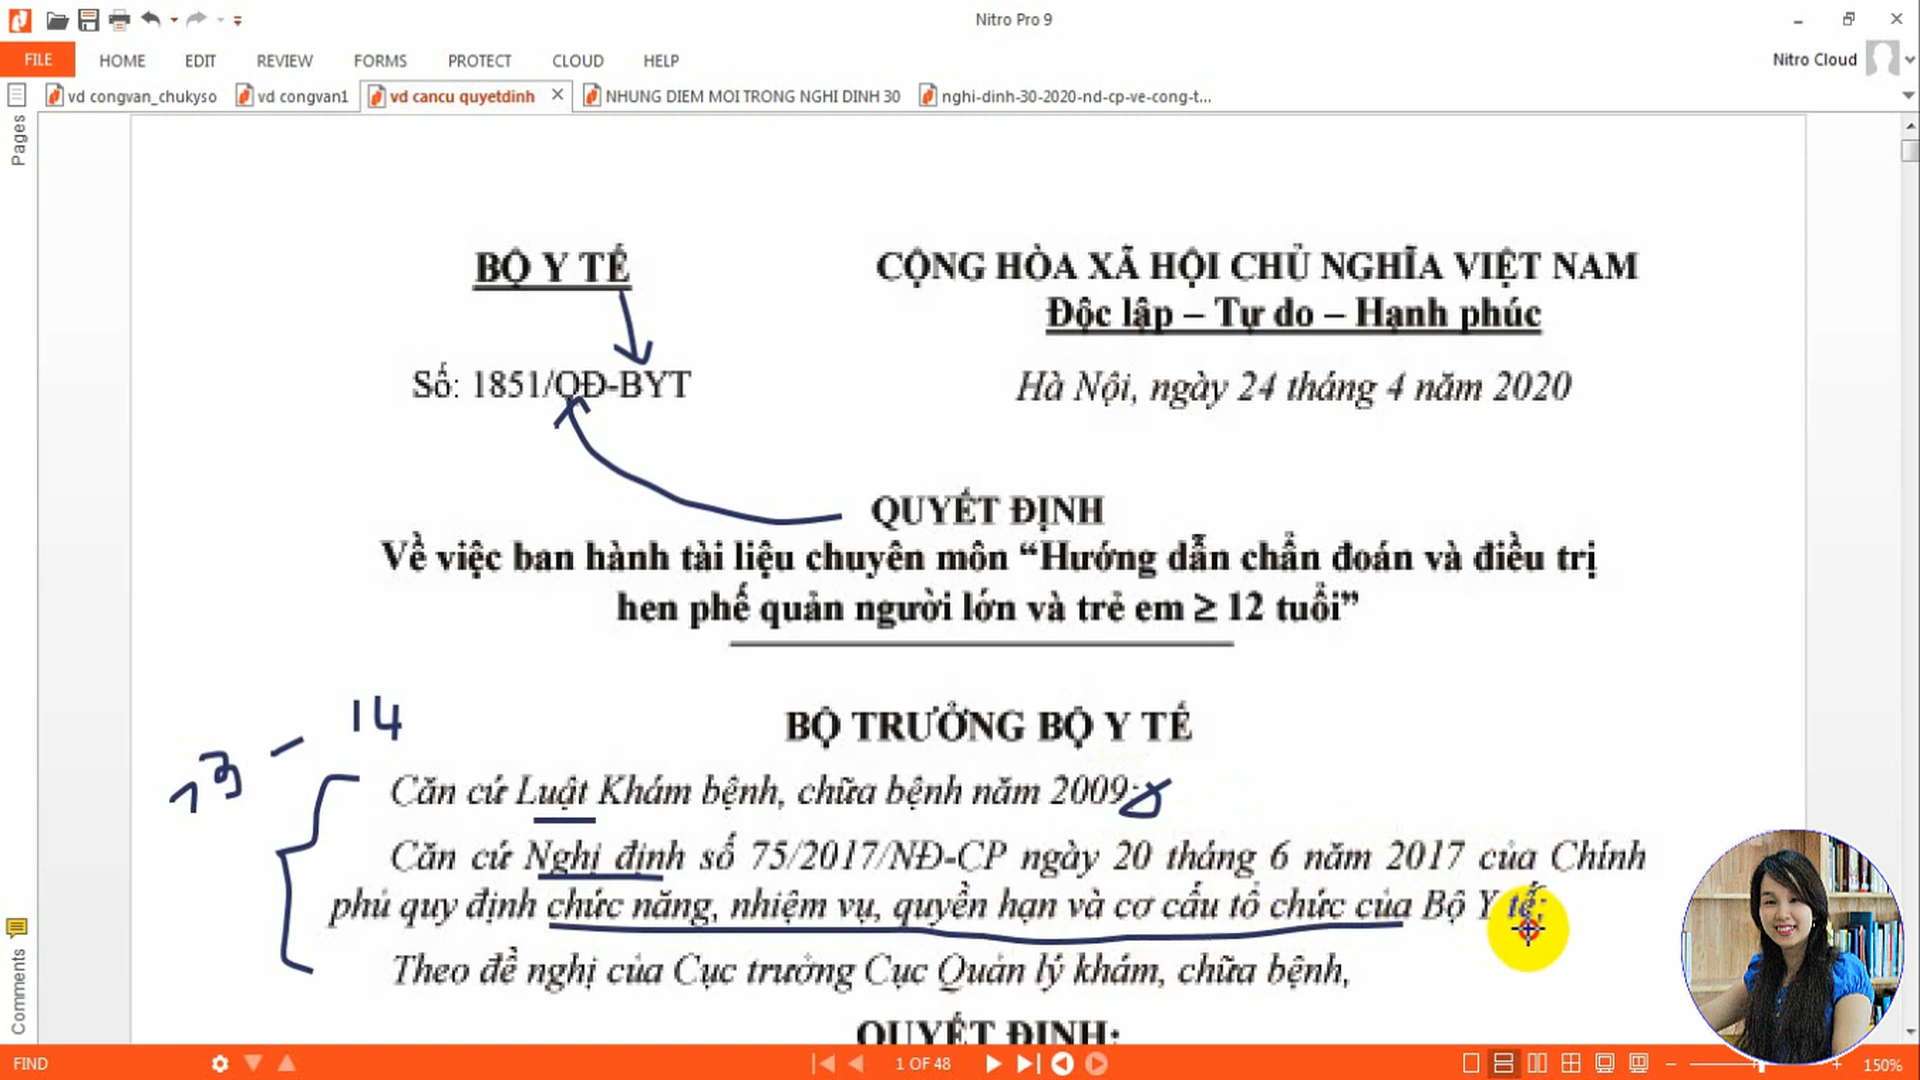 Nitro Pro 9
FILE HOME EDIT REVIEW FORMS PROTECT CLOUD HELP
Nitro Cloud
vd congvan_chukyso vd congvan1 vd cancu quyetdinh NHUNG DIEM MOI TRONG NGHI DINH 30 nghi-dinh-30-2020-nd-cp-ve-cong-t...
Pages
BỘ Y TẾ
CỘNG HÒA XÃ HỘI CHỦ NGHĨA VIỆT NAM
Độc lập – Tự do – Hạnh phúc
Số: 1851/QĐ-BYT
Hà Nội, ngày 24 tháng 4 năm 2020
QUYẾT ĐỊNH
Về việc ban hành tài liệu chuyên môn “Hướng dẫn chẩn đoán và điều trị
hen phế quản người lớn và trẻ em ≥ 12 tuổi”
13 - 14
BỘ TRƯỞNG BỘ Y TẾ
Căn cứ Luật Khám bệnh, chữa bệnh năm 2009;
Căn cứ Nghị định số 75/2017/NĐ-CP ngày 20 tháng 6 năm 2017 của Chính
phủ quy định chức năng, nhiệm vụ, quyền hạn và cơ cấu tổ chức của Bộ Y tế;
Theo đề nghị của Cục trưởng Cục Quản lý khám, chữa bệnh,
QUYẾT ĐỊNH:
Comments
FIND
1 OF 48
150%